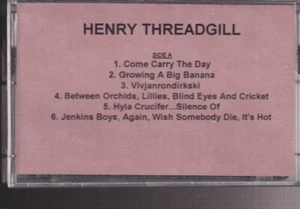 HENRY THREADGILL
SIDE A
1. Come Carry The Day
2. Growing A Big Banana
3. Vivjanrondirkski
4. Between Orchids, Lillies, Blind Eyes And Cricket
5. Hyla Crucifer...Silence Of
6. Jenkins Boys, Again, Wish Somebody Die, It's Hot